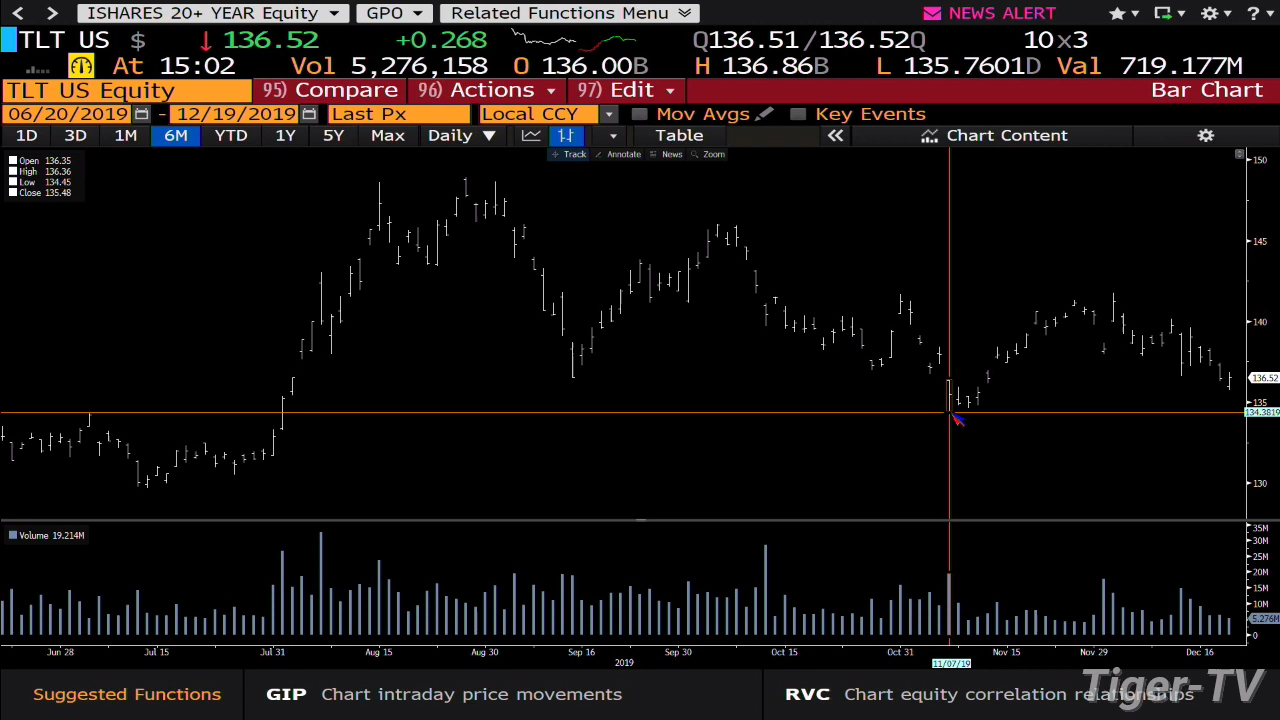 ISHARES 20+ YEAR Equity GPO Related Functions Menu NEWS ALERT ?
TLT US $ ↓136.52 +0.268 Q136.51/136.52Q 10x3
At 15:02 Vol 5,276,158 O 136.00B H 136.86B L 135.7601D Val 719.177M
TLT US Equity 95) Compare 96) Actions 97) Edit Bar Chart
06/20/2019 - 12/19/2019 Last Px Local CCY Mov Avgs Key Events
1D 3D 1M 6M YTD 1Y 5Y Max Daily ▼ Table « Chart Content
Track Annotate News Zoom
Open 136.35
High 136.36
Low 134.45
Close 135.48
150
145
140
136.52
135
134.3819
130
Volume 19.214M
35M
30M
25M
20M
15M
10M
5.276M
0
Jun 28 Jul 15 Jul 31 Aug 15 Aug 30 Sep 16 Sep 30 Oct 15 Oct 31 Nov 15 Nov 29 Dec 16
2019 11/07/19
Suggested Functions GIP Chart intraday price movements RVC Chart equity correlation relationships
Tiger-TV